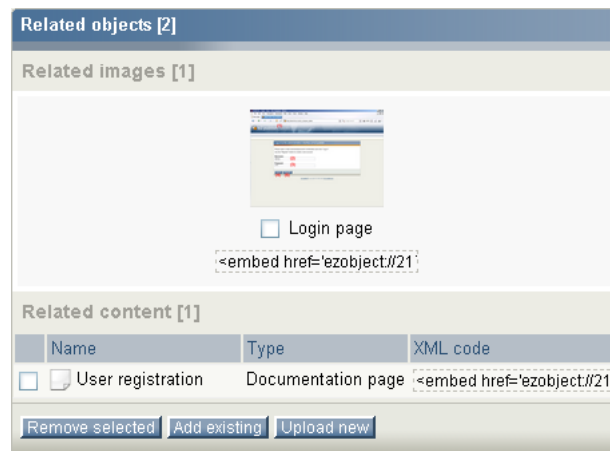 Related objects [2]
Related images [1]
Login page
<embed href='ezobject://21
Related content [1]
Name Type XML code
User registration Documentation page <embed href='ezobject://21
Remove selected Add existing Upload new